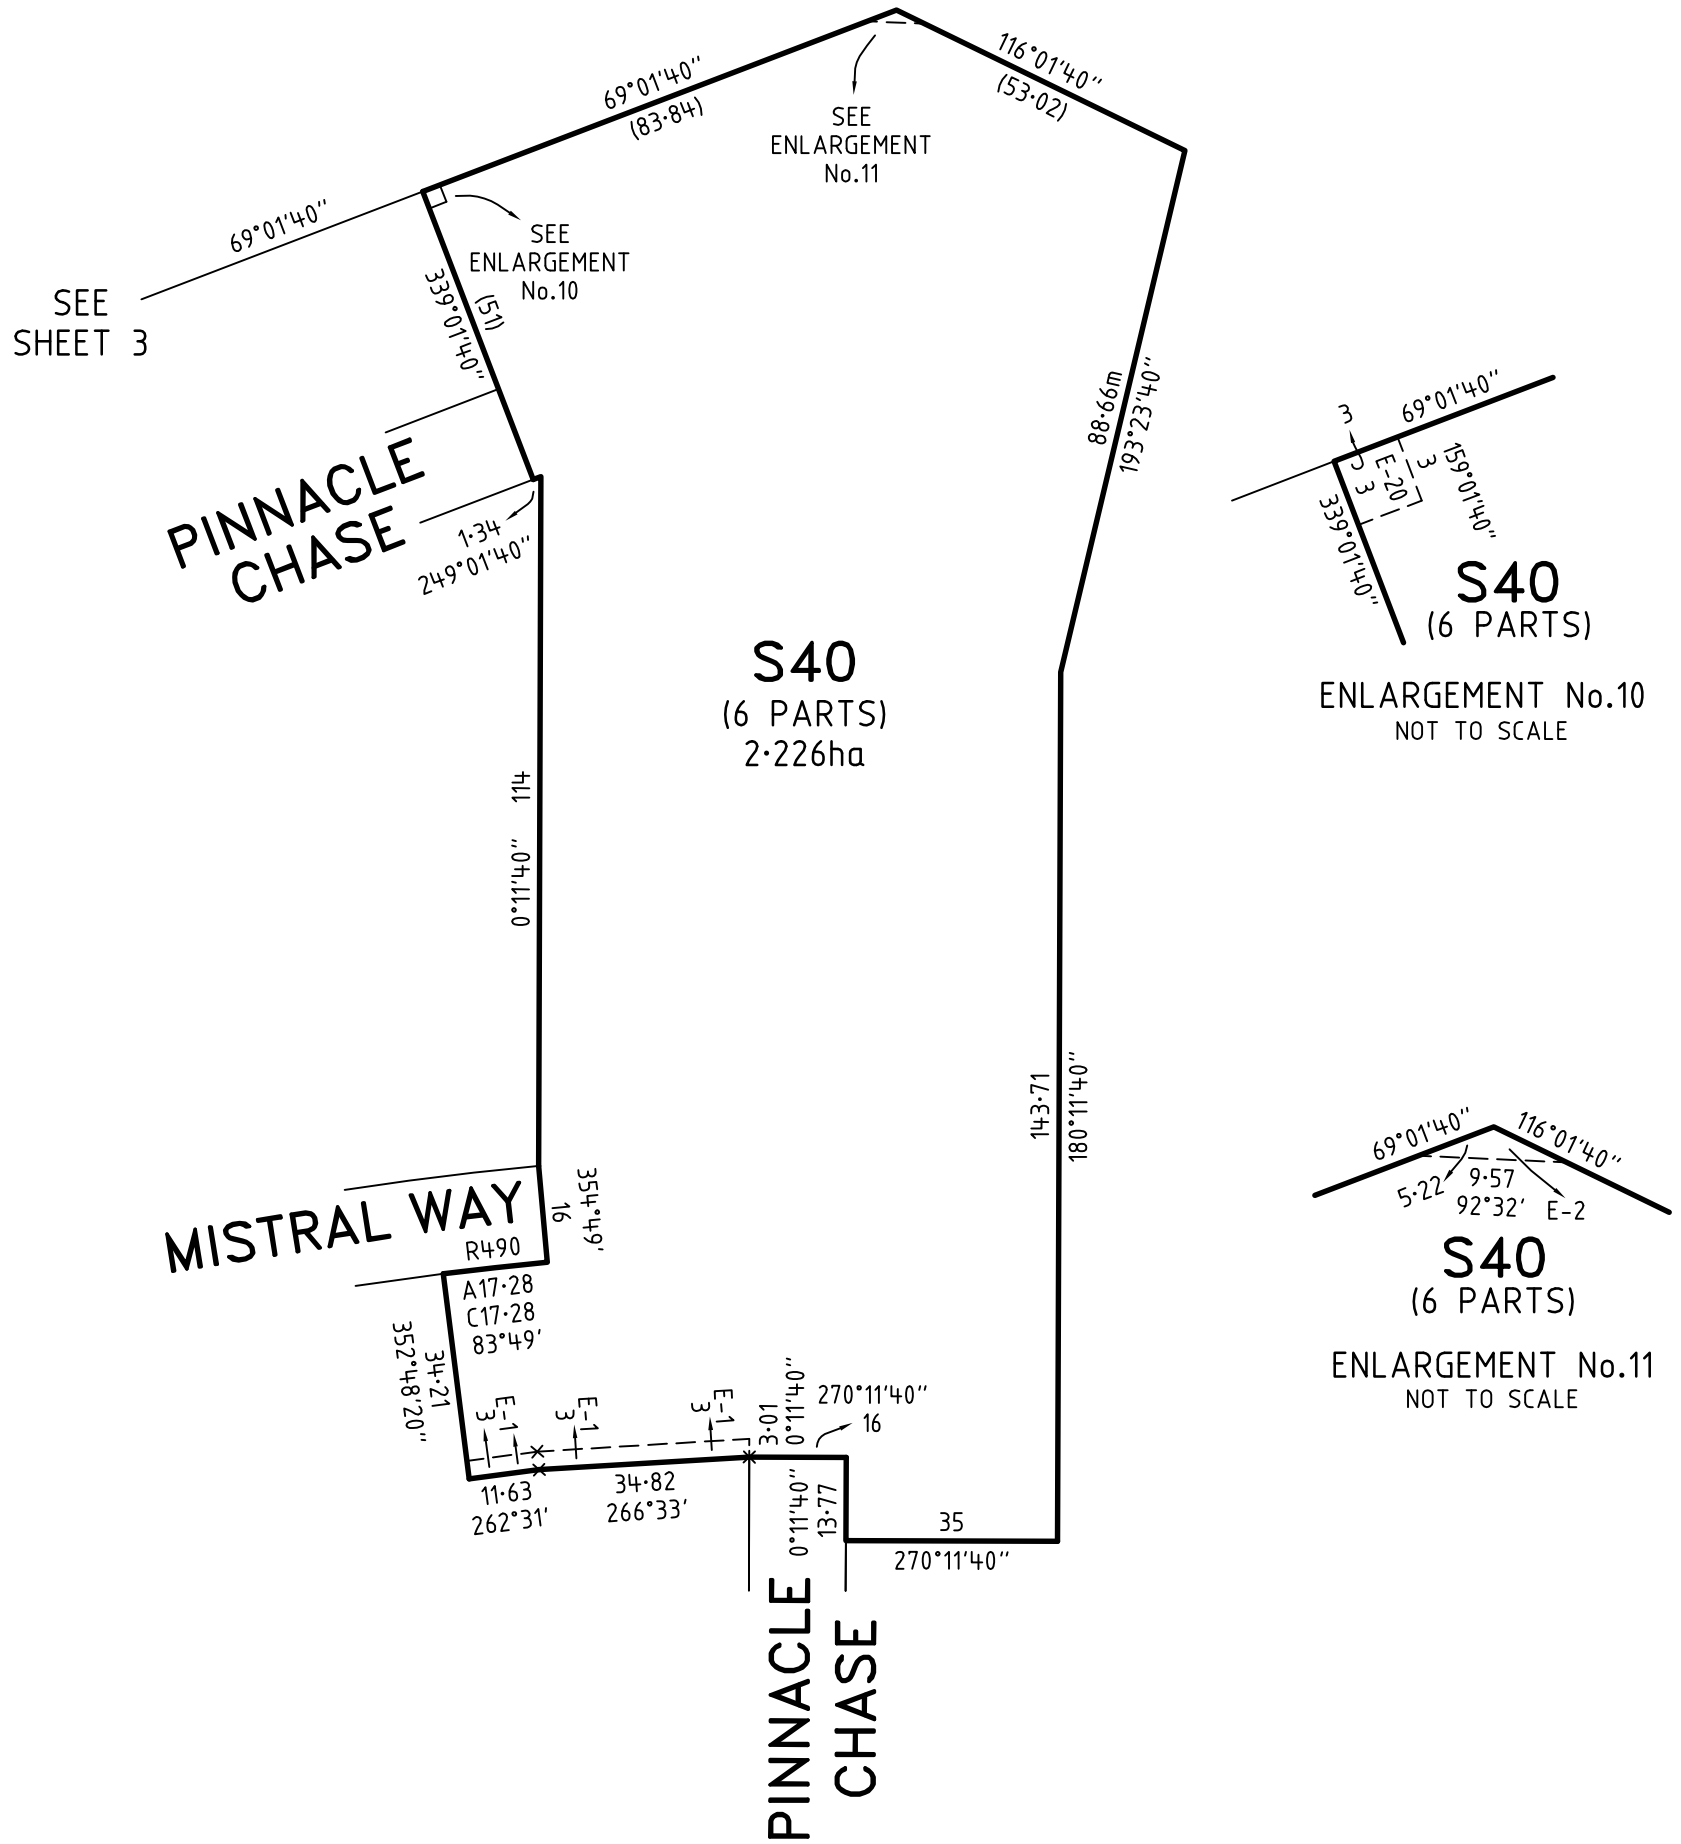 69°01'40"
(83·84)
116°01'40"
(53·02)
SEE
ENLARGEMENT
No.11
69°01'40"
SEE
ENLARGEMENT
No.10
SEE
SHEET 3
339°01'40"
(51)
PINNACLE
CHASE
1·34
249°01'40"
88·66m
193°23'40"
S40
(6 PARTS)
2·226ha
114
0°11'40"
143·71
180°11'40"
MISTRAL WAY
354°49'
16
R490
A17·28
C17·28
83°49'
352°48'20"
34·21
E-1
3
E-1
3
E-1
3
3·01
0°11'40"
270°11'40"
16
11·63
262°31'
34·82
266°33'
0°11'40"
13·77
35
270°11'40"
PINNACLE
CHASE
3
69°01'40"
E-20
3
3
159°01'40"
339°01'40"
S40
(6 PARTS)
ENLARGEMENT No.10
NOT TO SCALE
69°01'40"
116°01'40"
5·22
9·57
92°32'
E-2
S40
(6 PARTS)
ENLARGEMENT No.11
NOT TO SCALE